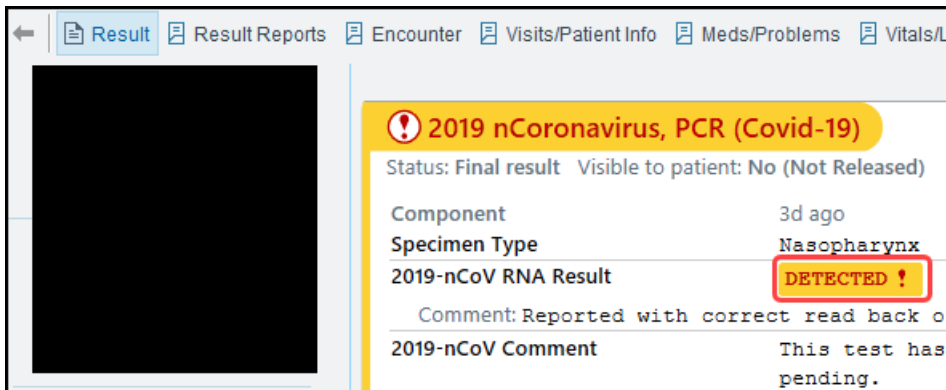 Result Result Reports Encounter Visits/Patient Info Meds/Problems Vitals/L
2019 nCoronavirus, PCR (Covid-19)
Status: Final result Visible to patient: No (Not Released)
Component 3d ago
Specimen Type Nasopharynx
2019-nCoV RNA Result DETECTED !
Comment: Reported with correct read back o
2019-nCoV Comment This test has
pending.